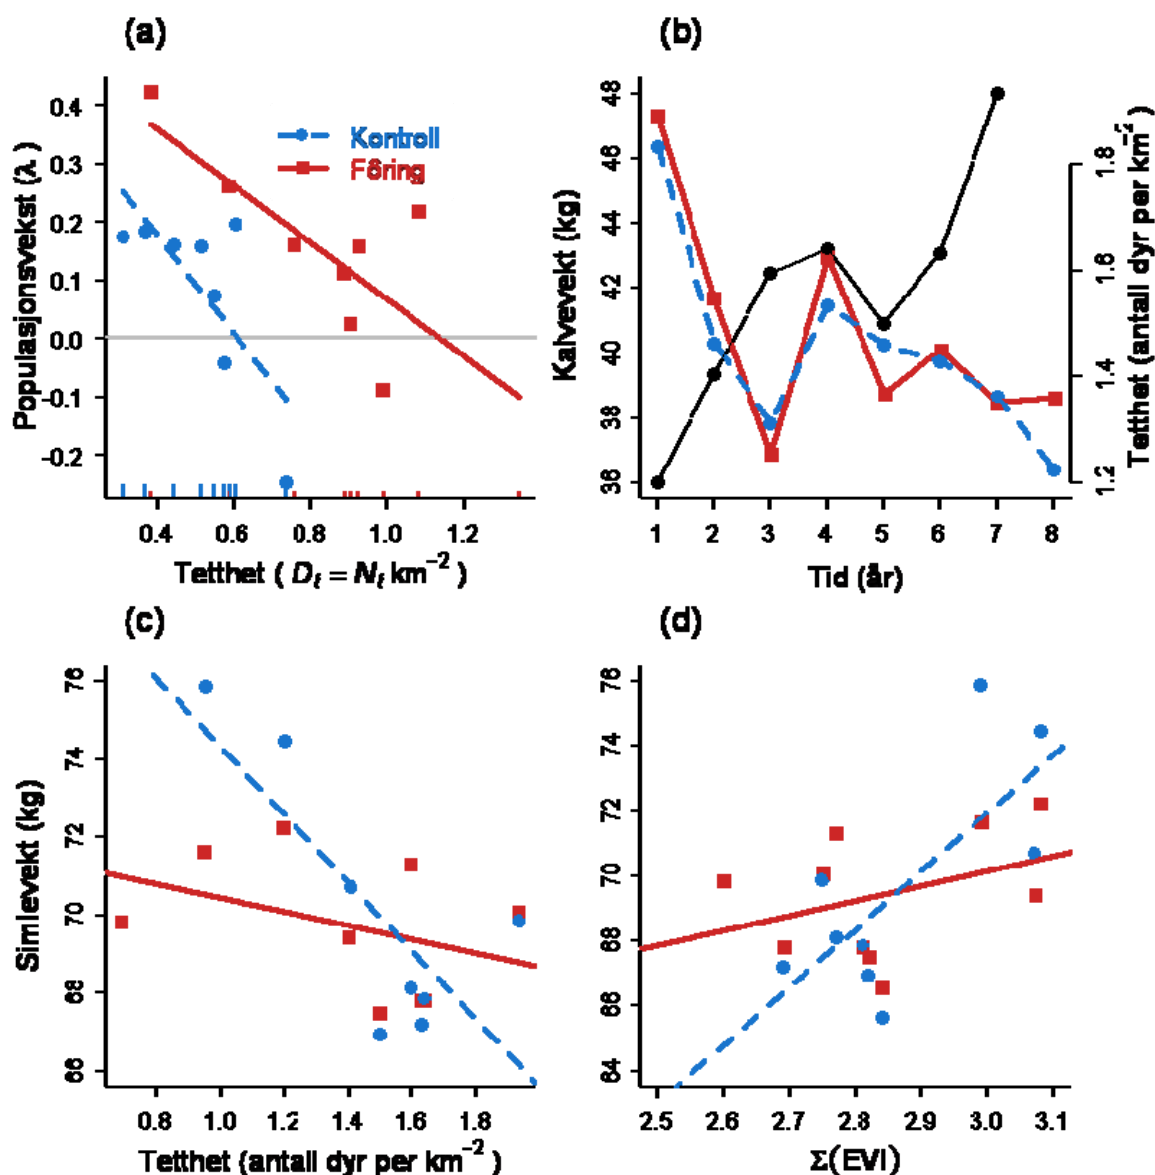 (a)
Populasjonsvekst (λ)
0.4
0.3
0.2
0.1
0.0
-0.1
-0.2
Kontroll
Fôring
0.4 0.6 0.8 1.0 1.2
Tetthet ( Dₜ = Nₜ km⁻² )
(b)
Kalvevekt (kg)
48
46
44
42
40
38
36
Tetthet (antall dyr per km⁻²)
1.8
1.6
1.4
1.2
1 2 3 4 5 6 7 8
Tid (år)
(c)
Simlevekt (kg)
76
74
72
70
68
66
0.8 1.0 1.2 1.4 1.6 1.8
Tetthet (antall dyr per km⁻²)
(d)
76
74
72
70
68
66
64
2.5 2.6 2.7 2.8 2.9 3.0 3.1
Σ(EVI)